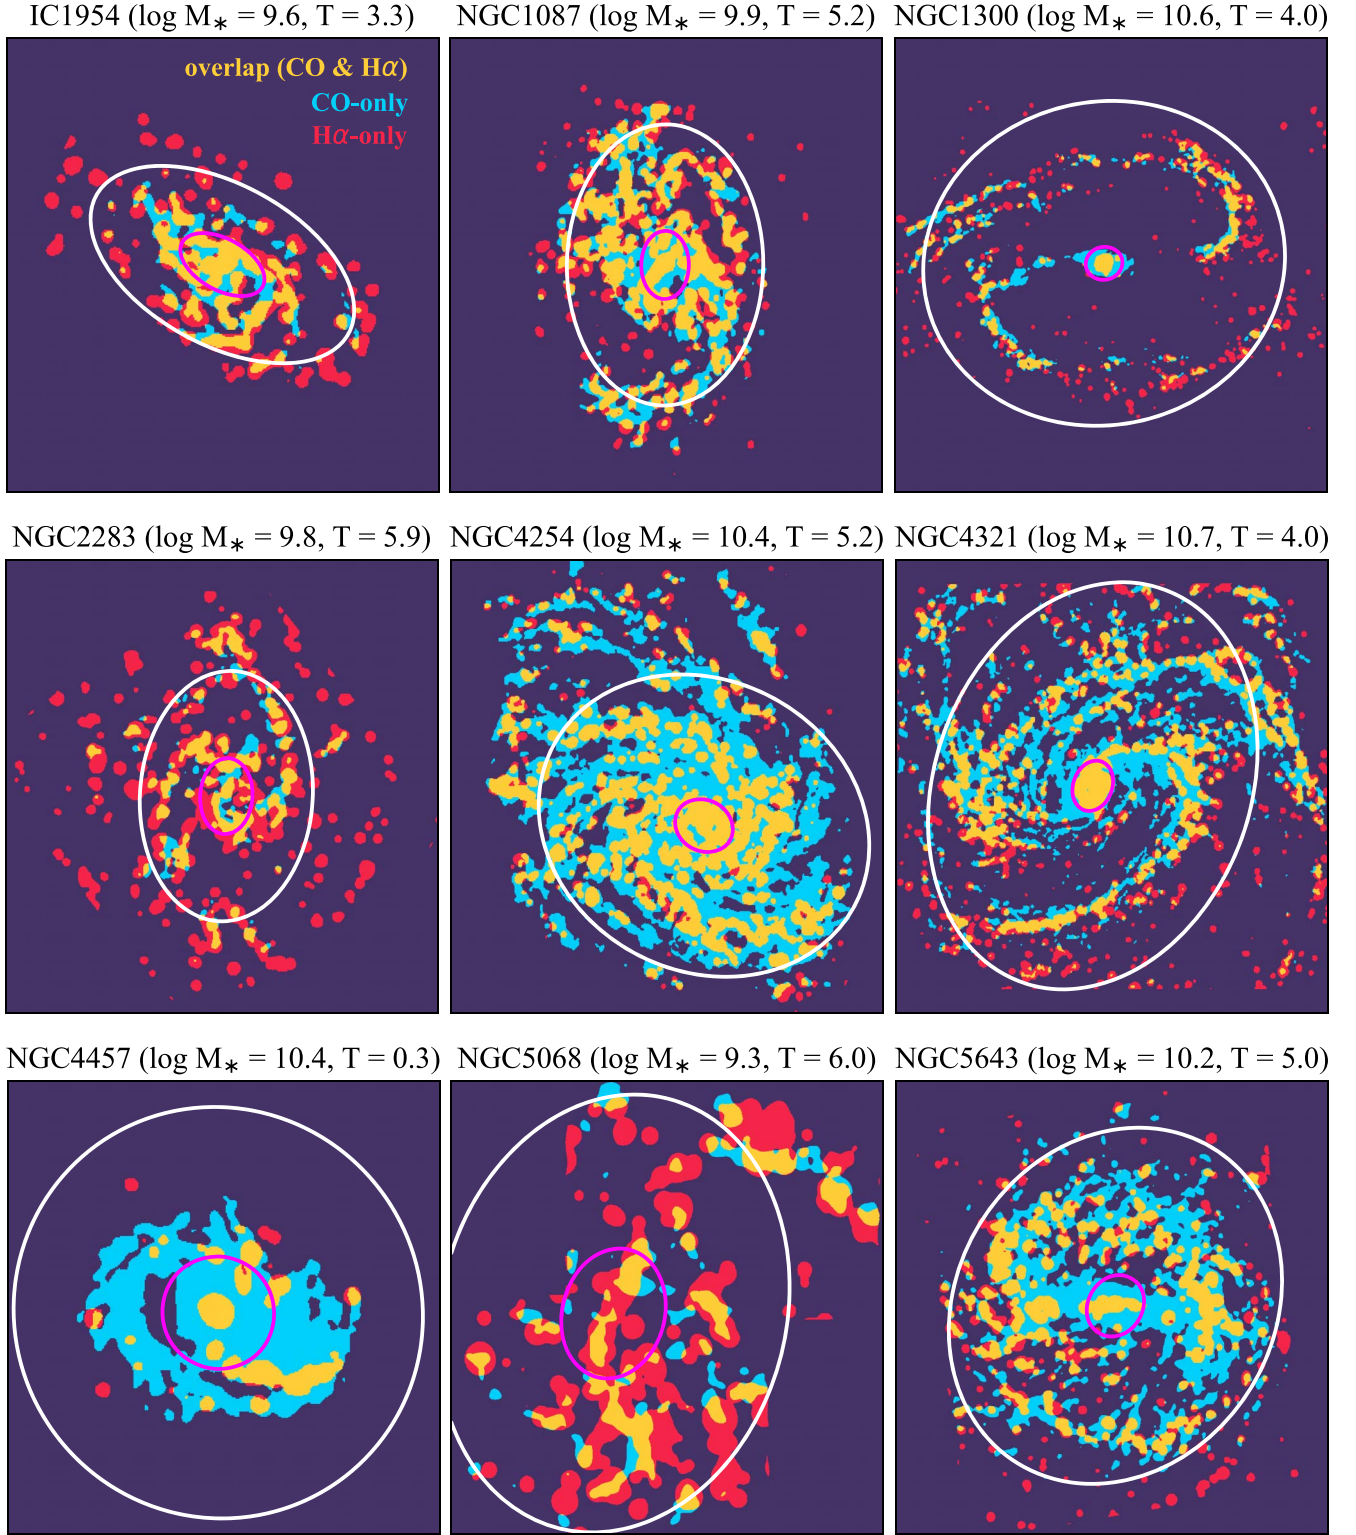 IC1954 (log M∗ = 9.6, T = 3.3)
NGC1087 (log M∗ = 9.9, T = 5.2)
NGC1300 (log M∗ = 10.6, T = 4.0)
overlap (CO & Hα)
CO-only
Hα-only
NGC2283 (log M∗ = 9.8, T = 5.9)
NGC4254 (log M∗ = 10.4, T = 5.2)
NGC4321 (log M∗ = 10.7, T = 4.0)
NGC4457 (log M∗ = 10.4, T = 0.3)
NGC5068 (log M∗ = 9.3, T = 6.0)
NGC5643 (log M∗ = 10.2, T = 5.0)